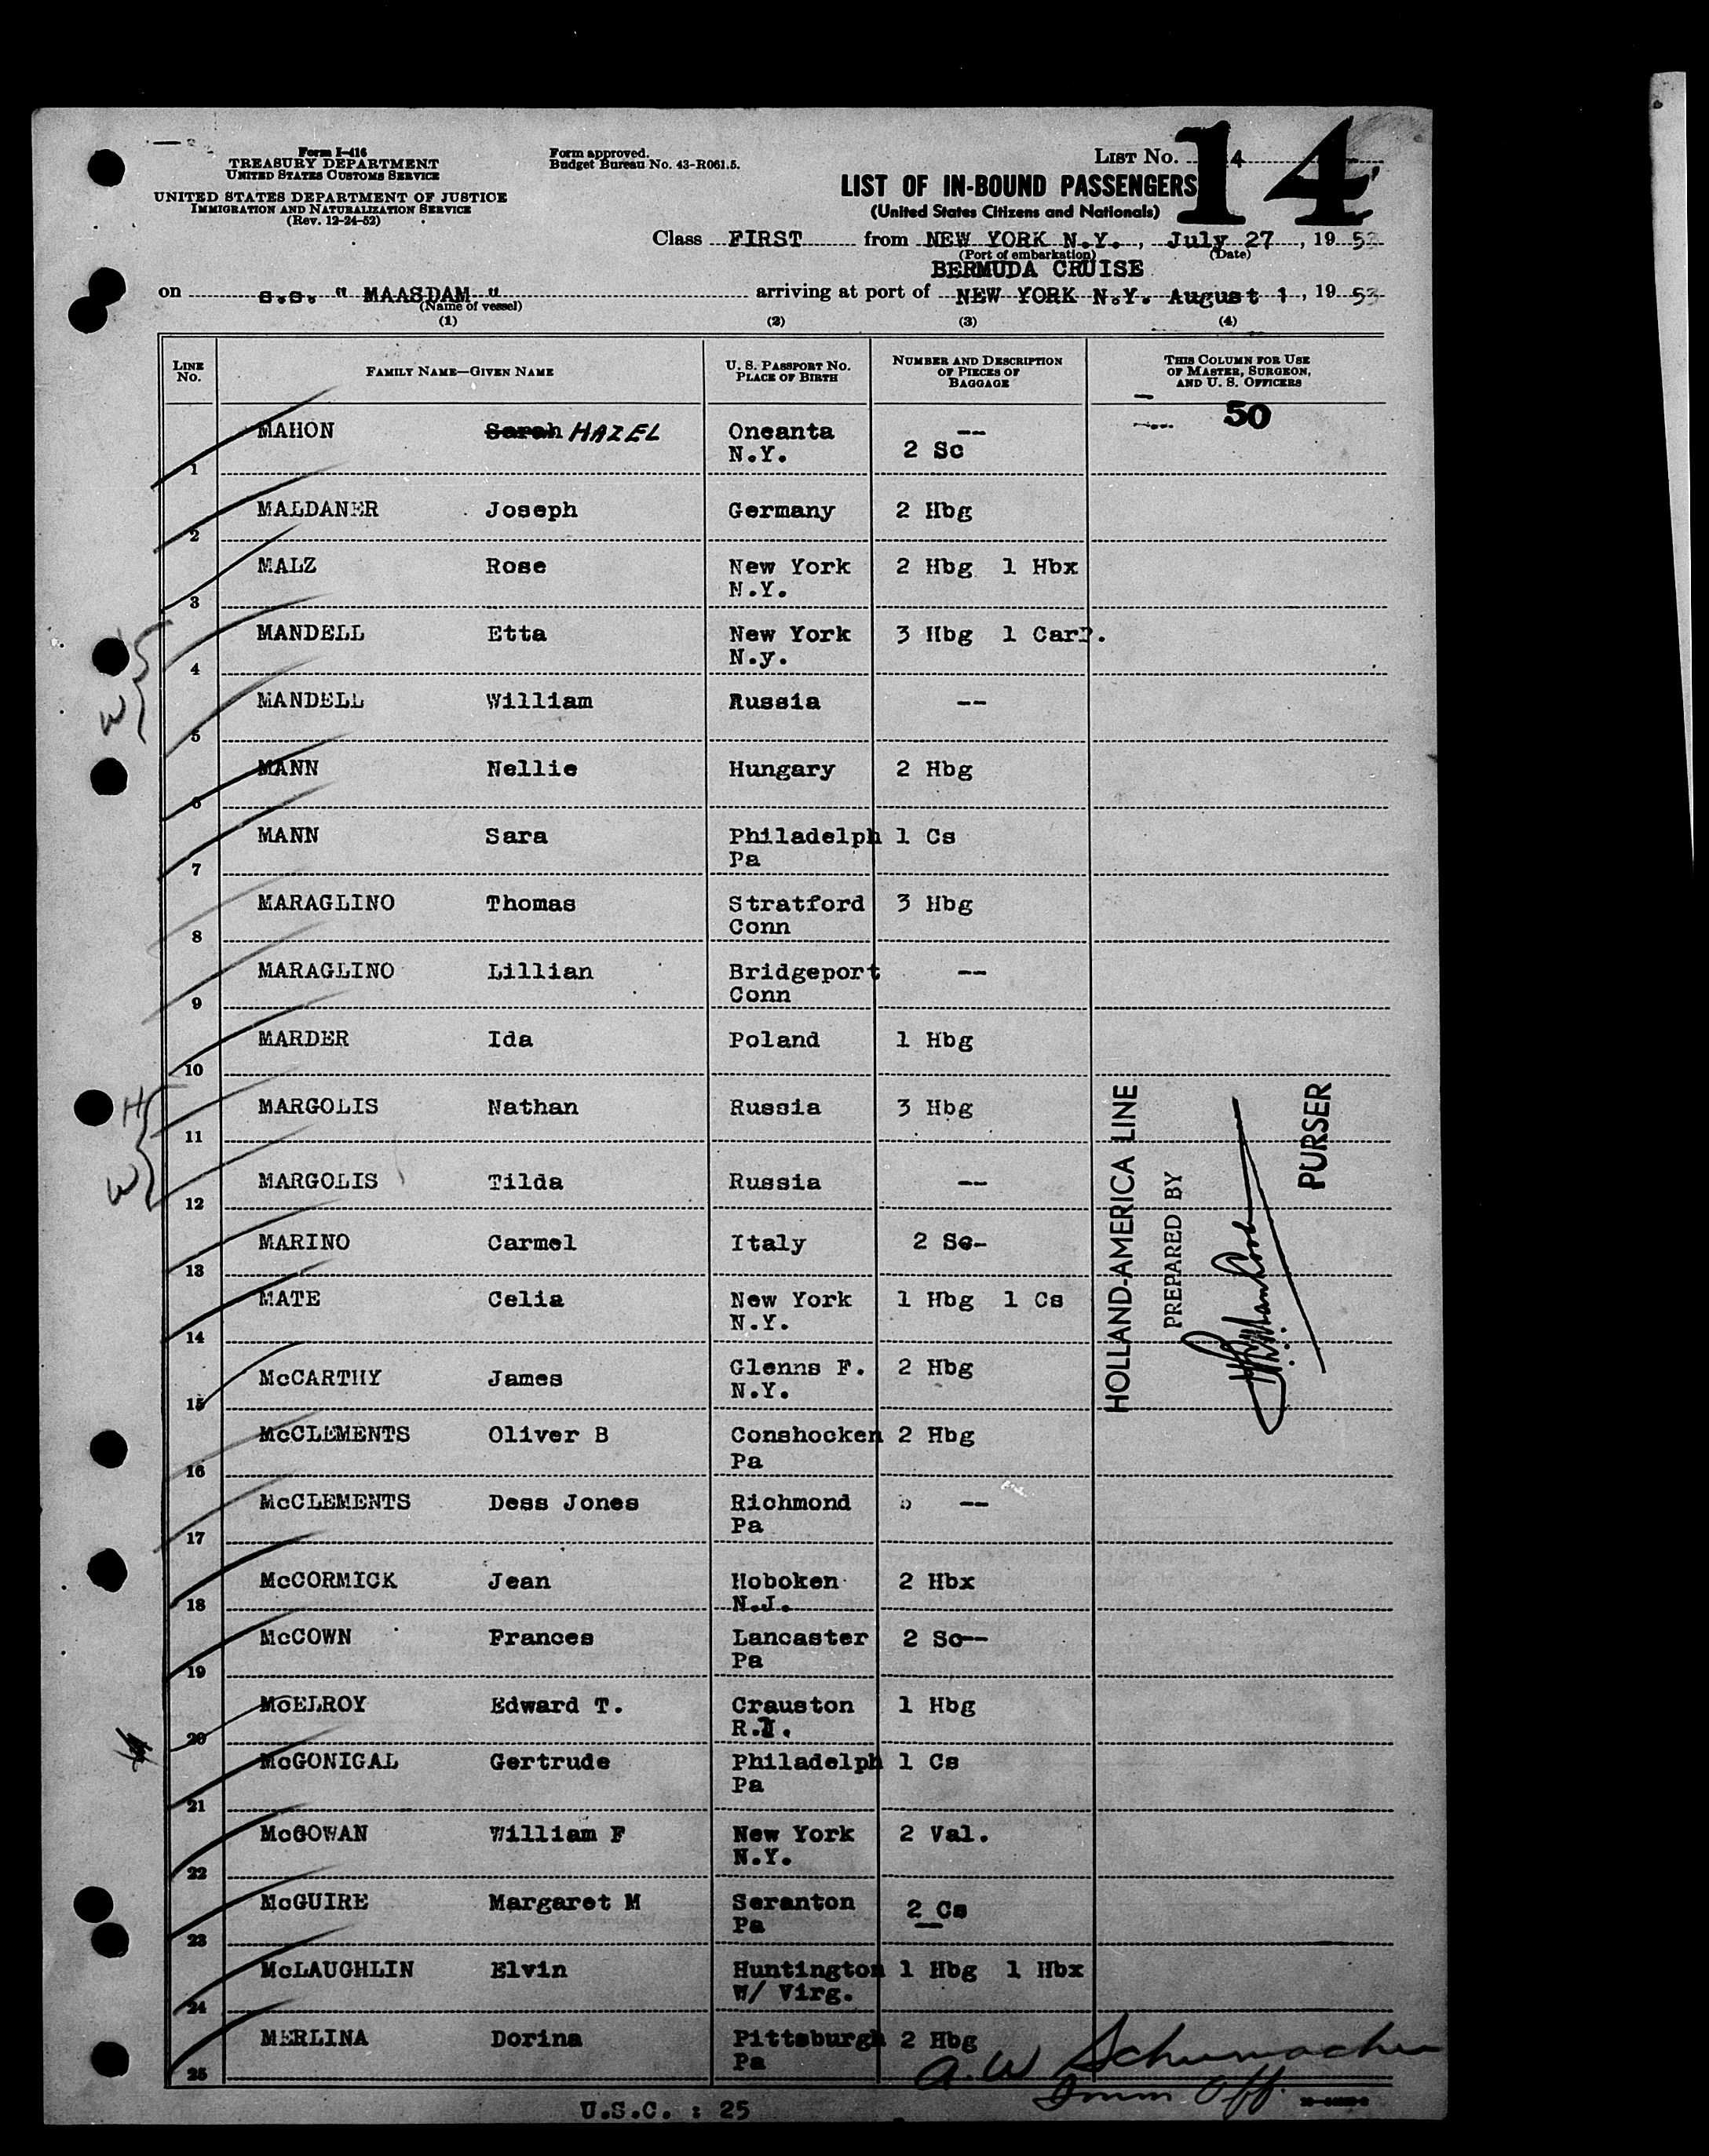 Form I-416
TREASURY DEPARTMENT
UNITED STATES CUSTOMS SERVICE
UNITED STATES DEPARTMENT OF JUSTICE
IMMIGRATION AND NATURALIZATION SERVICE
(Rev. 12-24-52)
Form approved.
Budget Bureau No. 43-R061.5.
LIST No. 14
14
LIST OF IN-BOUND PASSENGERS
(United States Citizens and Nationals)
Class FIRST from NEW YORK N.Y., July 27, 1953
(Port of embarkation) (Date)
BERMUDA CRUISE
on s.s. " MAASDAM " arriving at port of NEW YORK N.Y. August 1, 1953
(Name of vessel)
(1) (2) (3) (4)
LINE No. FAMILY NAME—GIVEN NAME U. S. PASSPORT No. PLACE OF BIRTH NUMBER AND DESCRIPTION OF PIECES OF BAGGAGE THIS COLUMN FOR USE OF MASTER, SURGEON, AND U. S. OFFICERS
50
1 MAHON Sarah HAZEL Oneanta -- 2 Sc
N.Y.
2 MALDANER Joseph Germany 2 Hbg
3 MALZ Rose New York 2 Hbg 1 Hbx
N.Y.
4 MANDELL Etta New York 3 Hbg 1 Carp.
N.y.
5 MANDELL William Russia --
6 MANN Nellie Hungary 2 Hbg
7 MANN Sara Philadelph 1 Cs
Pa
8 MARAGLINO Thomas Stratford 3 Hbg
Conn
9 MARAGLINO Lillian Bridgeport --
Conn
10 MARDER Ida Poland 1 Hbg
11 MARGOLIS Nathan Russia 3 Hbg
12 MARGOLIS Tilda Russia --
13 MARINO Carmel Italy 2 Sc-
14 MATE Celia New York 1 Hbg 1 Cs
N.Y.
15 McCARTHY James Glenns F. 2 Hbg
N.Y.
16 McCLEMENTS Oliver B Conshocken 2 Hbg
Pa
17 McCLEMENTS Dess Jones Richmond --
Pa
18 McCORMICK Jean Hoboken 2 Hbx
N.J.
19 McCOWN Frances Lancaster 2 Sc--
Pa
20 McELROY Edward T. Crauston 1 Hbg
R.I.
21 McGONIGAL Gertrude Philadelph 1 Cs
Pa
22 McGOWAN William F New York 2 Val.
N.Y.
23 McGUIRE Margaret M Seranton 2 Cs
Pa
24 McLAUGHLIN Elvin Huntington 1 Hbg 1 Hbx
W/ Virg.
25 MERLINA Dorina Pittsburgh 2 Hbg
Pa
W
H
W
HOLLAND-AMERICA LINE
PREPARED BY
PURSER
A. W. Schumacher
Imm Off.
U.S.C. : 25